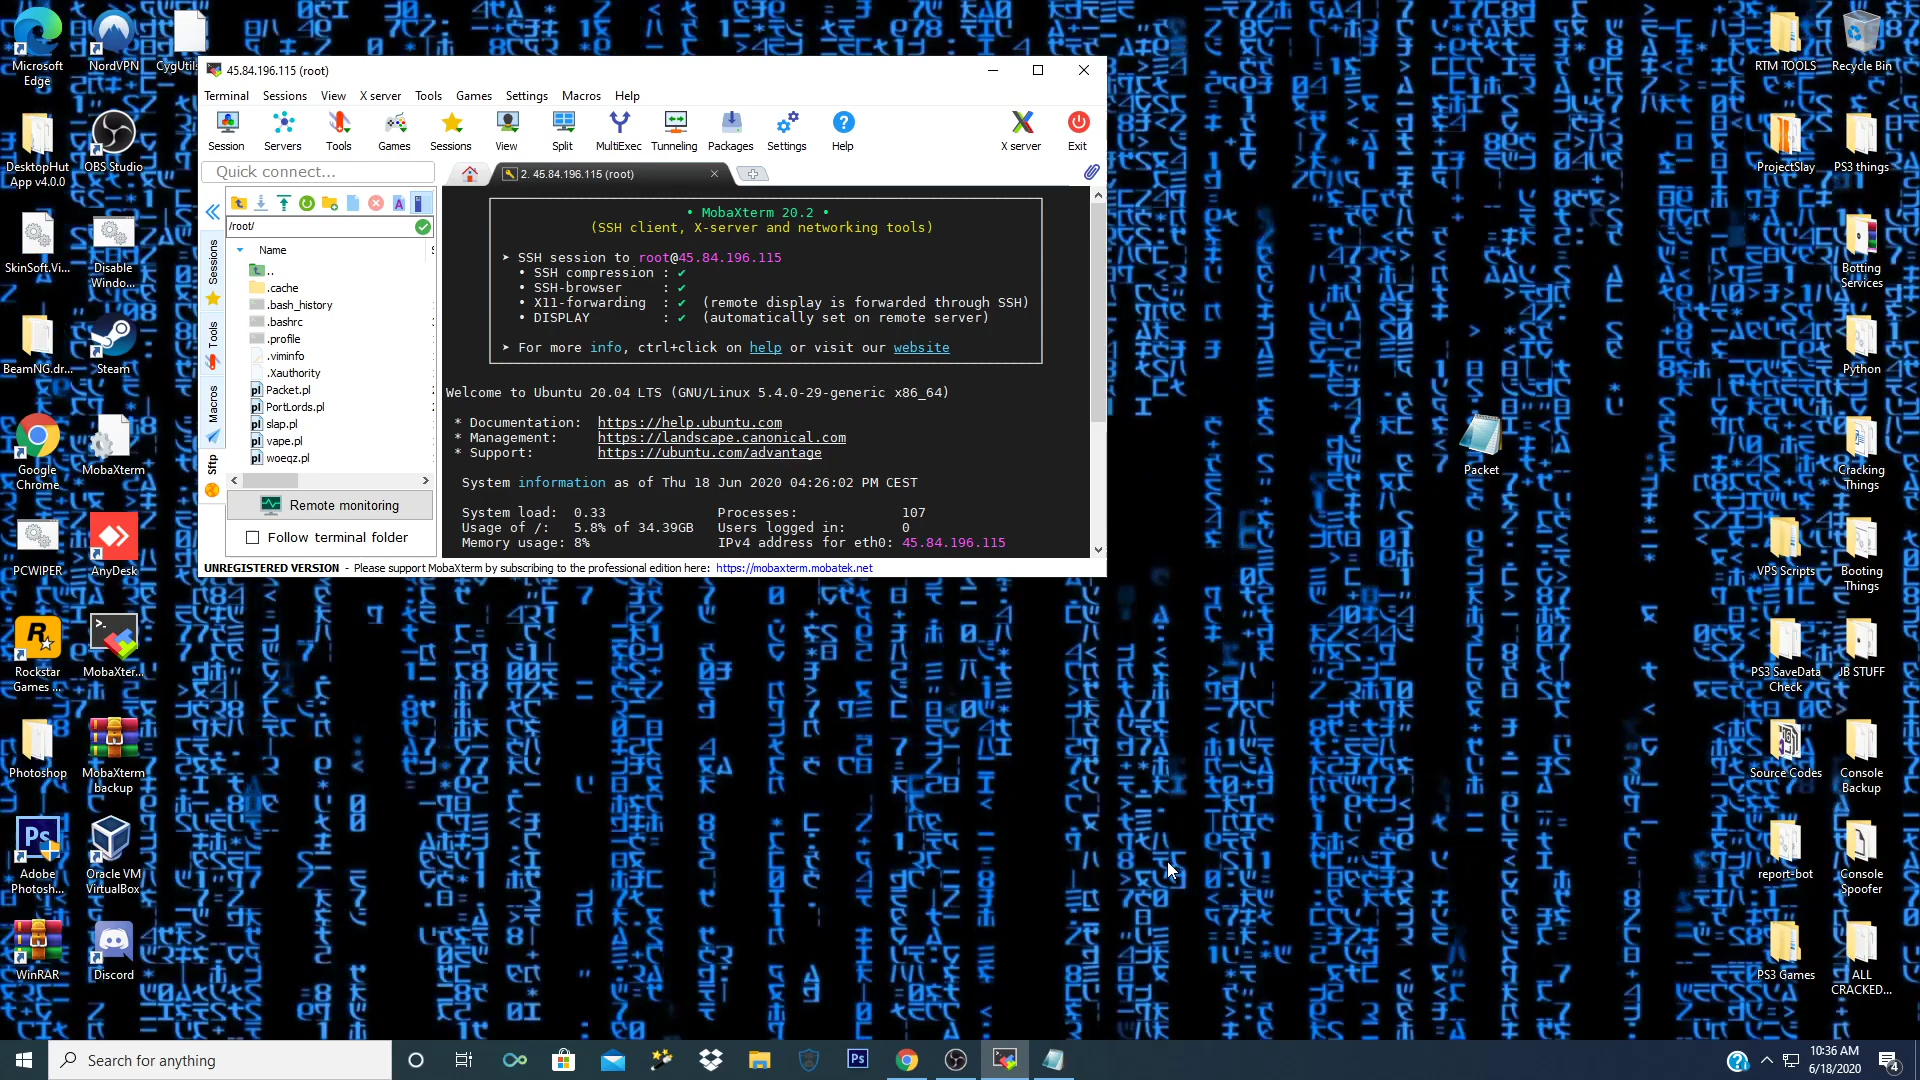 Microsoft
Edge
NordVPN
CygUtils
RTM TOOLS
Recycle Bin
45.84.196.115 (root)
Terminal Sessions View X server Tools Games Settings Macros Help
Session Servers Tools Games Sessions View Split MultiExec Tunneling Packages Settings Help X server Exit
Quick connect...
2. 45.84.196.115 (root)
/root/
Name
..
.cache
.bash_history
.bashrc
.profile
.viminfo
.Xauthority
Packet.pl
PortLords.pl
slap.pl
vape.pl
woeqz.pl
Sessions
Tools
Macros
Sftp
Remote monitoring
Follow terminal folder
• MobaXterm 20.2 •
(SSH client, X-server and networking tools)
➤ SSH session to root@45.84.196.115
• SSH compression : ✔
• SSH-browser : ✔
• X11-forwarding : ✔ (remote display is forwarded through SSH)
• DISPLAY : ✔ (automatically set on remote server)
➤ For more info, ctrl+click on help or visit our website
Welcome to Ubuntu 20.04 LTS (GNU/Linux 5.4.0-29-generic x86_64)
* Documentation: https://help.ubuntu.com
* Management: https://landscape.canonical.com
* Support: https://ubuntu.com/advantage
System information as of Thu 18 Jun 2020 04:26:02 PM CEST
System load: 0.33 Processes: 107
Usage of /: 5.8% of 34.39GB Users logged in: 0
Memory usage: 8% IPv4 address for eth0: 45.84.196.115
UNREGISTERED VERSION - Please support MobaXterm by subscribing to the professional edition here: https://mobaxterm.mobatek.net
DesktopHut
App v4.0.0
OBS Studio
SkinSoft.Vi...
Disable
Windo...
BeamNG.dr...
Steam
Google
Chrome
MobaXterm
PCWIPER
AnyDesk
Rockstar
Games ...
MobaXter...
Photoshop
MobaXterm
backup
Adobe
Photosh...
Oracle VM
VirtualBox
WinRAR
Discord
Packet
ProjectSlay
PS3 things
Botting
Services
Python
Cracking
Things
VPS Scripts
Booting
Things
PS3 SaveData
Check
JB STUFF
Source Codes
Console
Backup
report-bot
Console
Spoofer
PS3 Games
ALL
CRACKED...
Search for anything
10:36 AM
6/18/2020
4